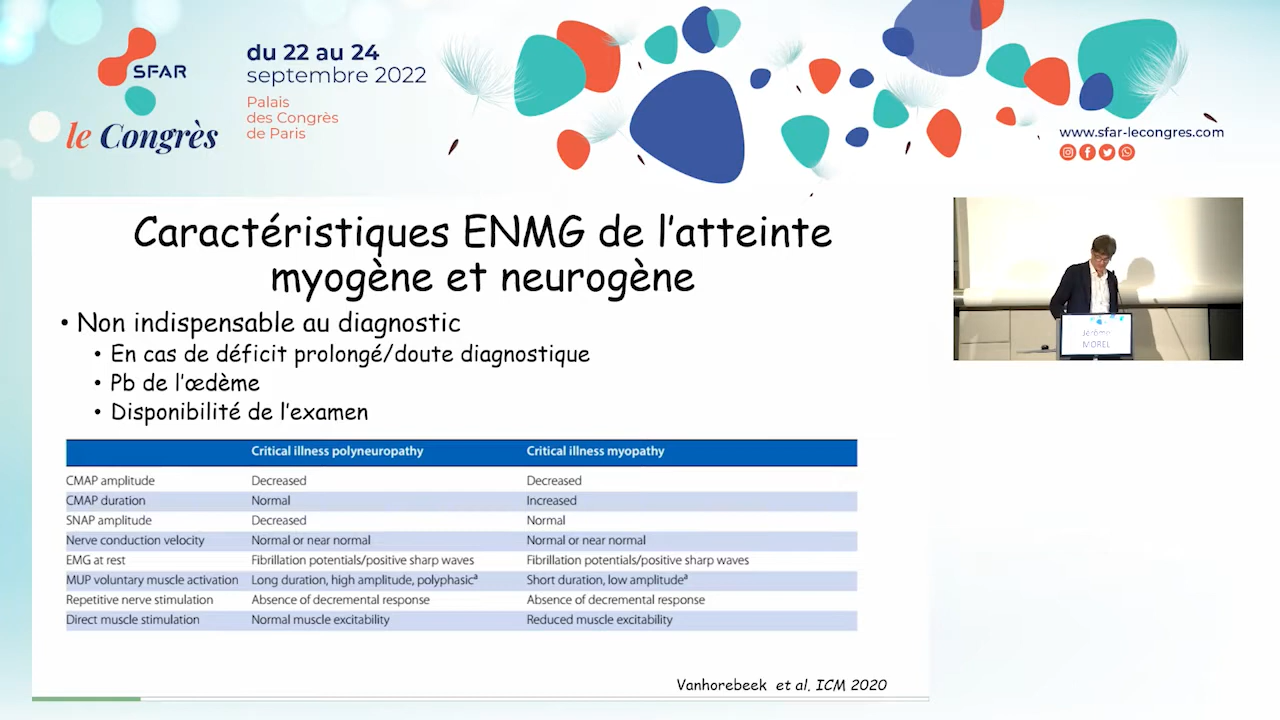 SFAR
le Congrès
du 22 au 24
septembre 2022
Palais
des Congrès
de Paris
www.sfar-lecongres.com
Caractéristiques ENMG de l'atteinte
myogène et neurogène
• Non indispensable au diagnostic
• En cas de déficit prolongé/doute diagnostique
• Pb de l'œdème
• Disponibilité de l'examen
Critical illness polyneuropathy Critical illness myopathy
CMAP amplitude Decreased Decreased
CMAP duration Normal Increased
SNAP amplitude Decreased Normal
Nerve conduction velocity Normal or near normal Normal or near normal
EMG at rest Fibrillation potentials/positive sharp waves Fibrillation potentials/positive sharp waves
MUP voluntary muscle activation Long duration, high amplitude, polyphasicª Short duration, low amplitudeª
Repetitive nerve stimulation Absence of decremental response Absence of decremental response
Direct muscle stimulation Normal muscle excitability Reduced muscle excitability
Vanhorebeek et al. ICM 2020
Jérôme
MOREL